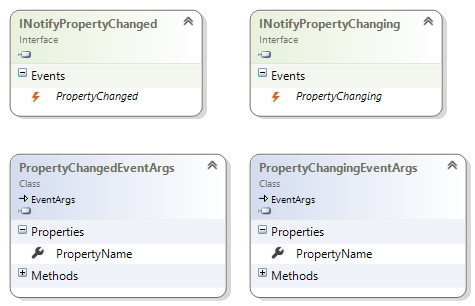 INotifyPropertyChanged
Interface
Events
PropertyChanged
INotifyPropertyChanging
Interface
Events
PropertyChanging
PropertyChangedEventArgs
Class
EventArgs
Properties
PropertyName
Methods
PropertyChangingEventArgs
Class
EventArgs
Properties
PropertyName
Methods